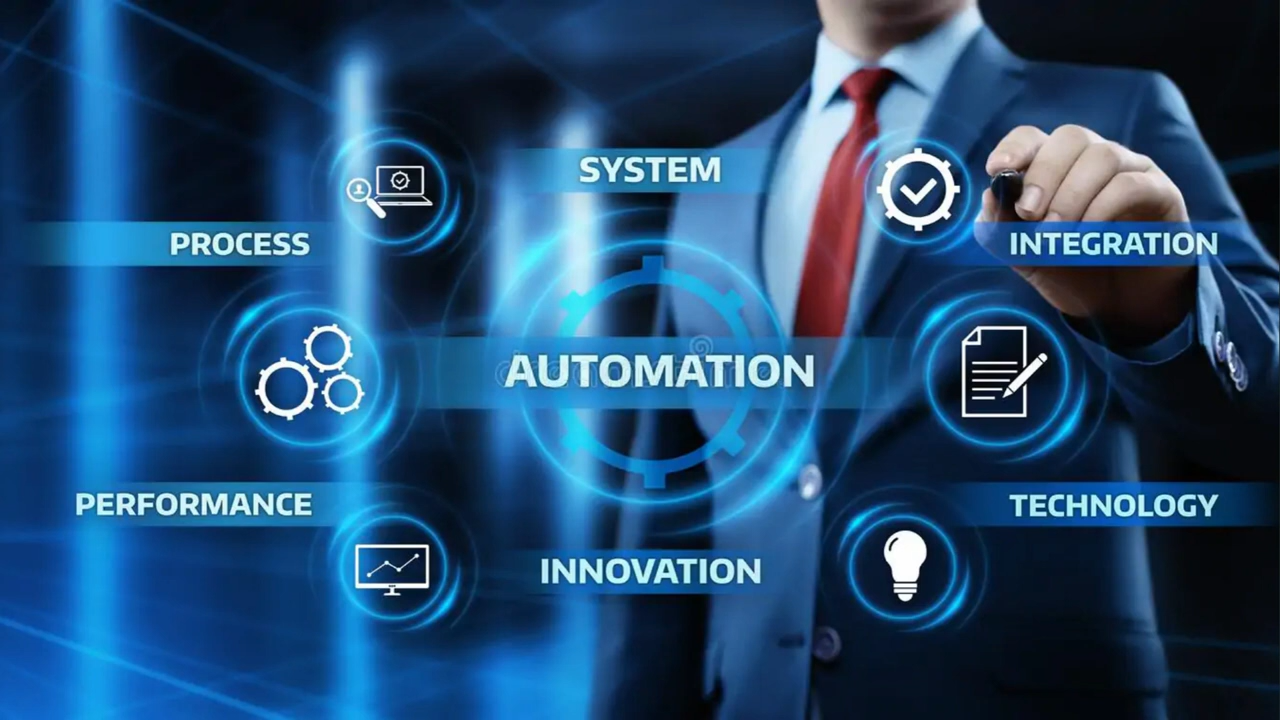 SYSTEM
PROCESS
INTEGRATION
AUTOMATION
PERFORMANCE
TECHNOLOGY
INNOVATION